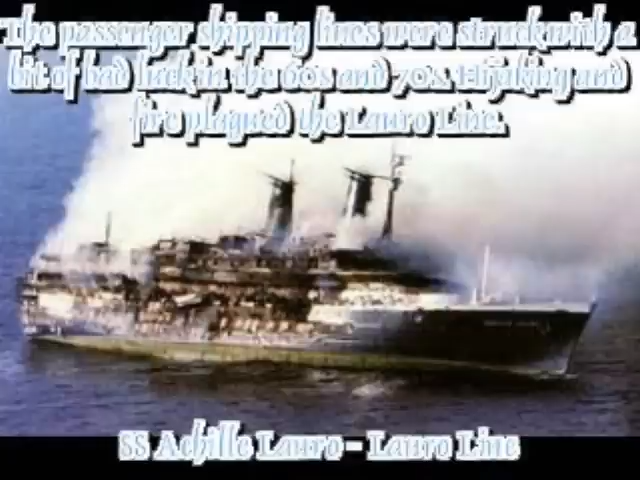 The passenger shipping lines were struck with a
bit of bad luck in the 60s and 70s. Hijaking and
fire plagued the Lauro Line.
SS Achille Lauro - Lauro Line